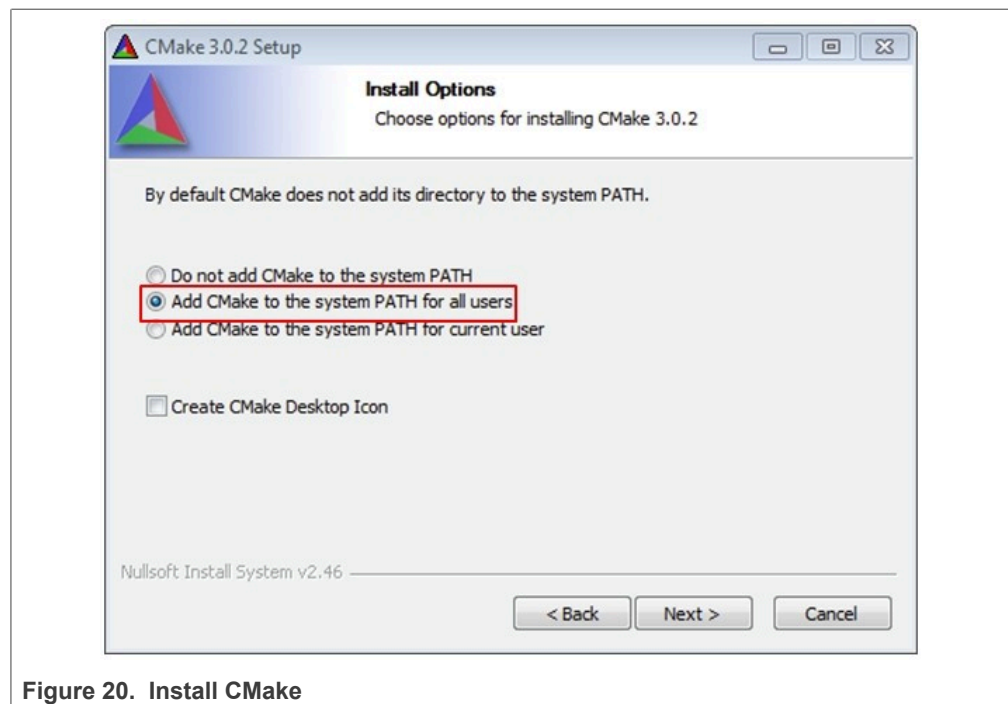 CMake 3.0.2 Setup
Install Options
Choose options for installing CMake 3.0.2
By default CMake does not add its directory to the system PATH.
Do not add CMake to the system PATH
Add CMake to the system PATH for all users
Add CMake to the system PATH for current user
Create CMake Desktop Icon
Nullsoft Install System v2.46
< Back Next > Cancel
Figure 20. Install CMake